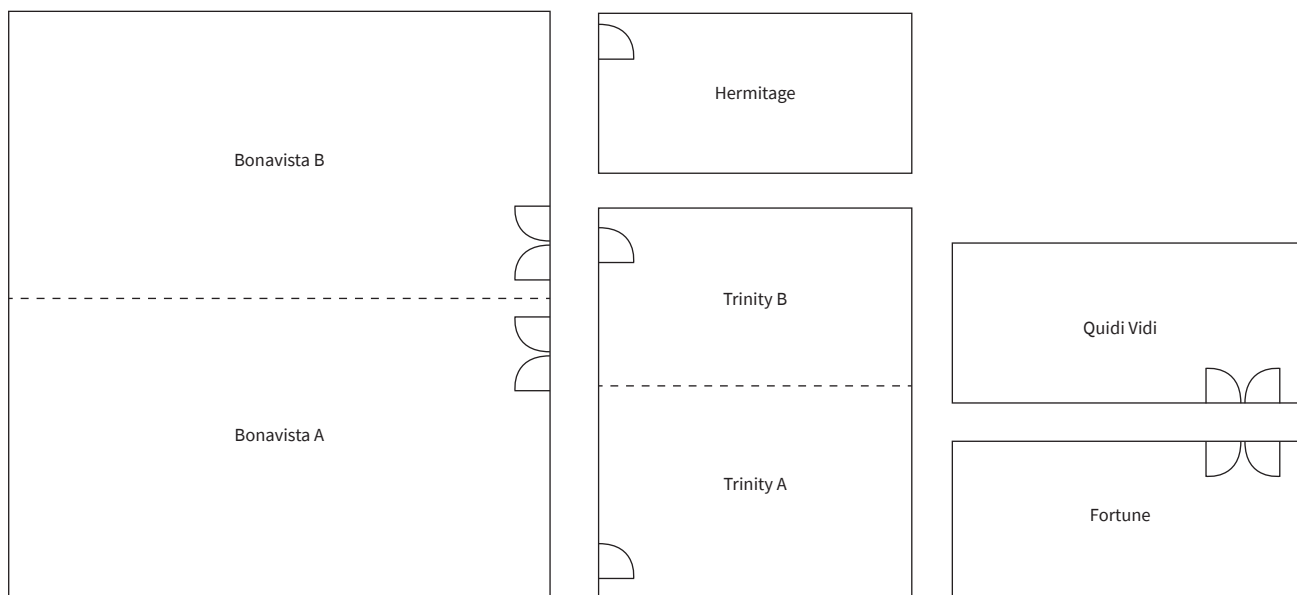 Hermitage
Bonavista B
Trinity B
Quidi Vidi
Bonavista A
Trinity A
Fortune